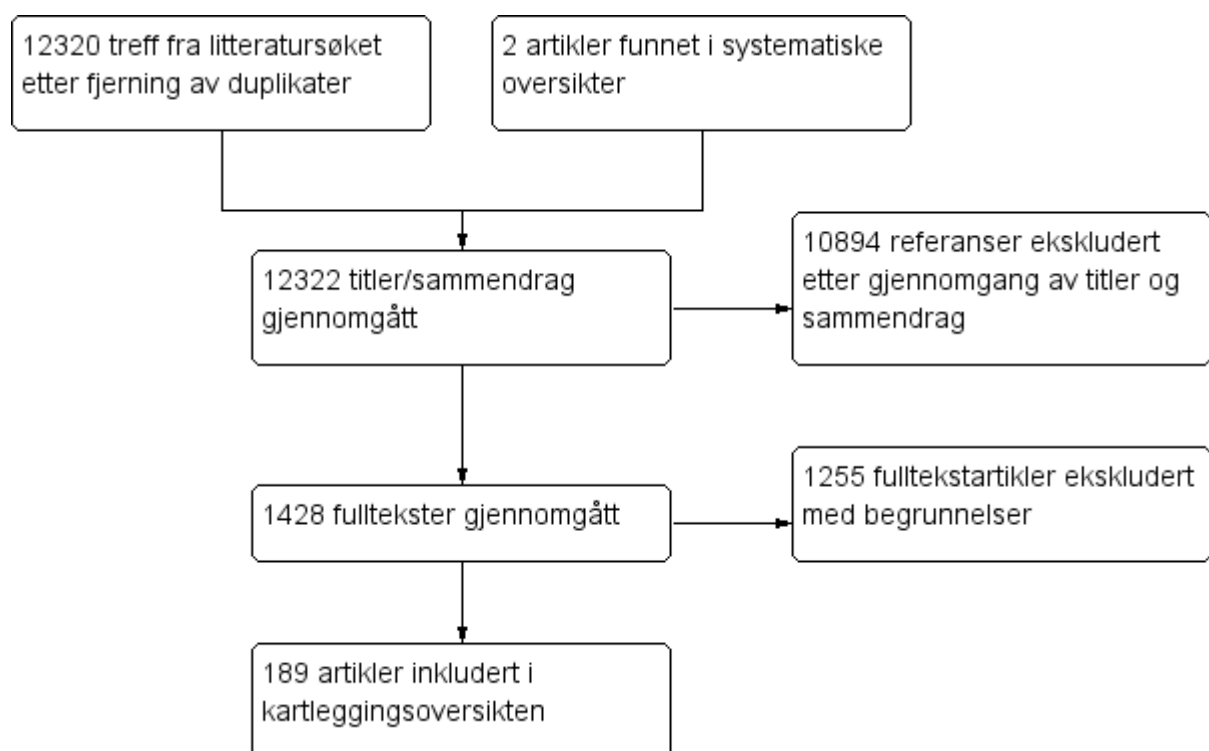 12320 treff fra litteratursøket
etter fjerning av duplikater
2 artikler funnet i systematiske
oversikter
12322 titler/sammendrag
gjennomgått
10894 referanser ekskludert
etter gjennomgang av titler og
sammendrag
1428 fulltekster gjennomgått
1255 fulltekstartikler ekskludert
med begrunnelser
189 artikler inkludert i
kartleggingsoversikten